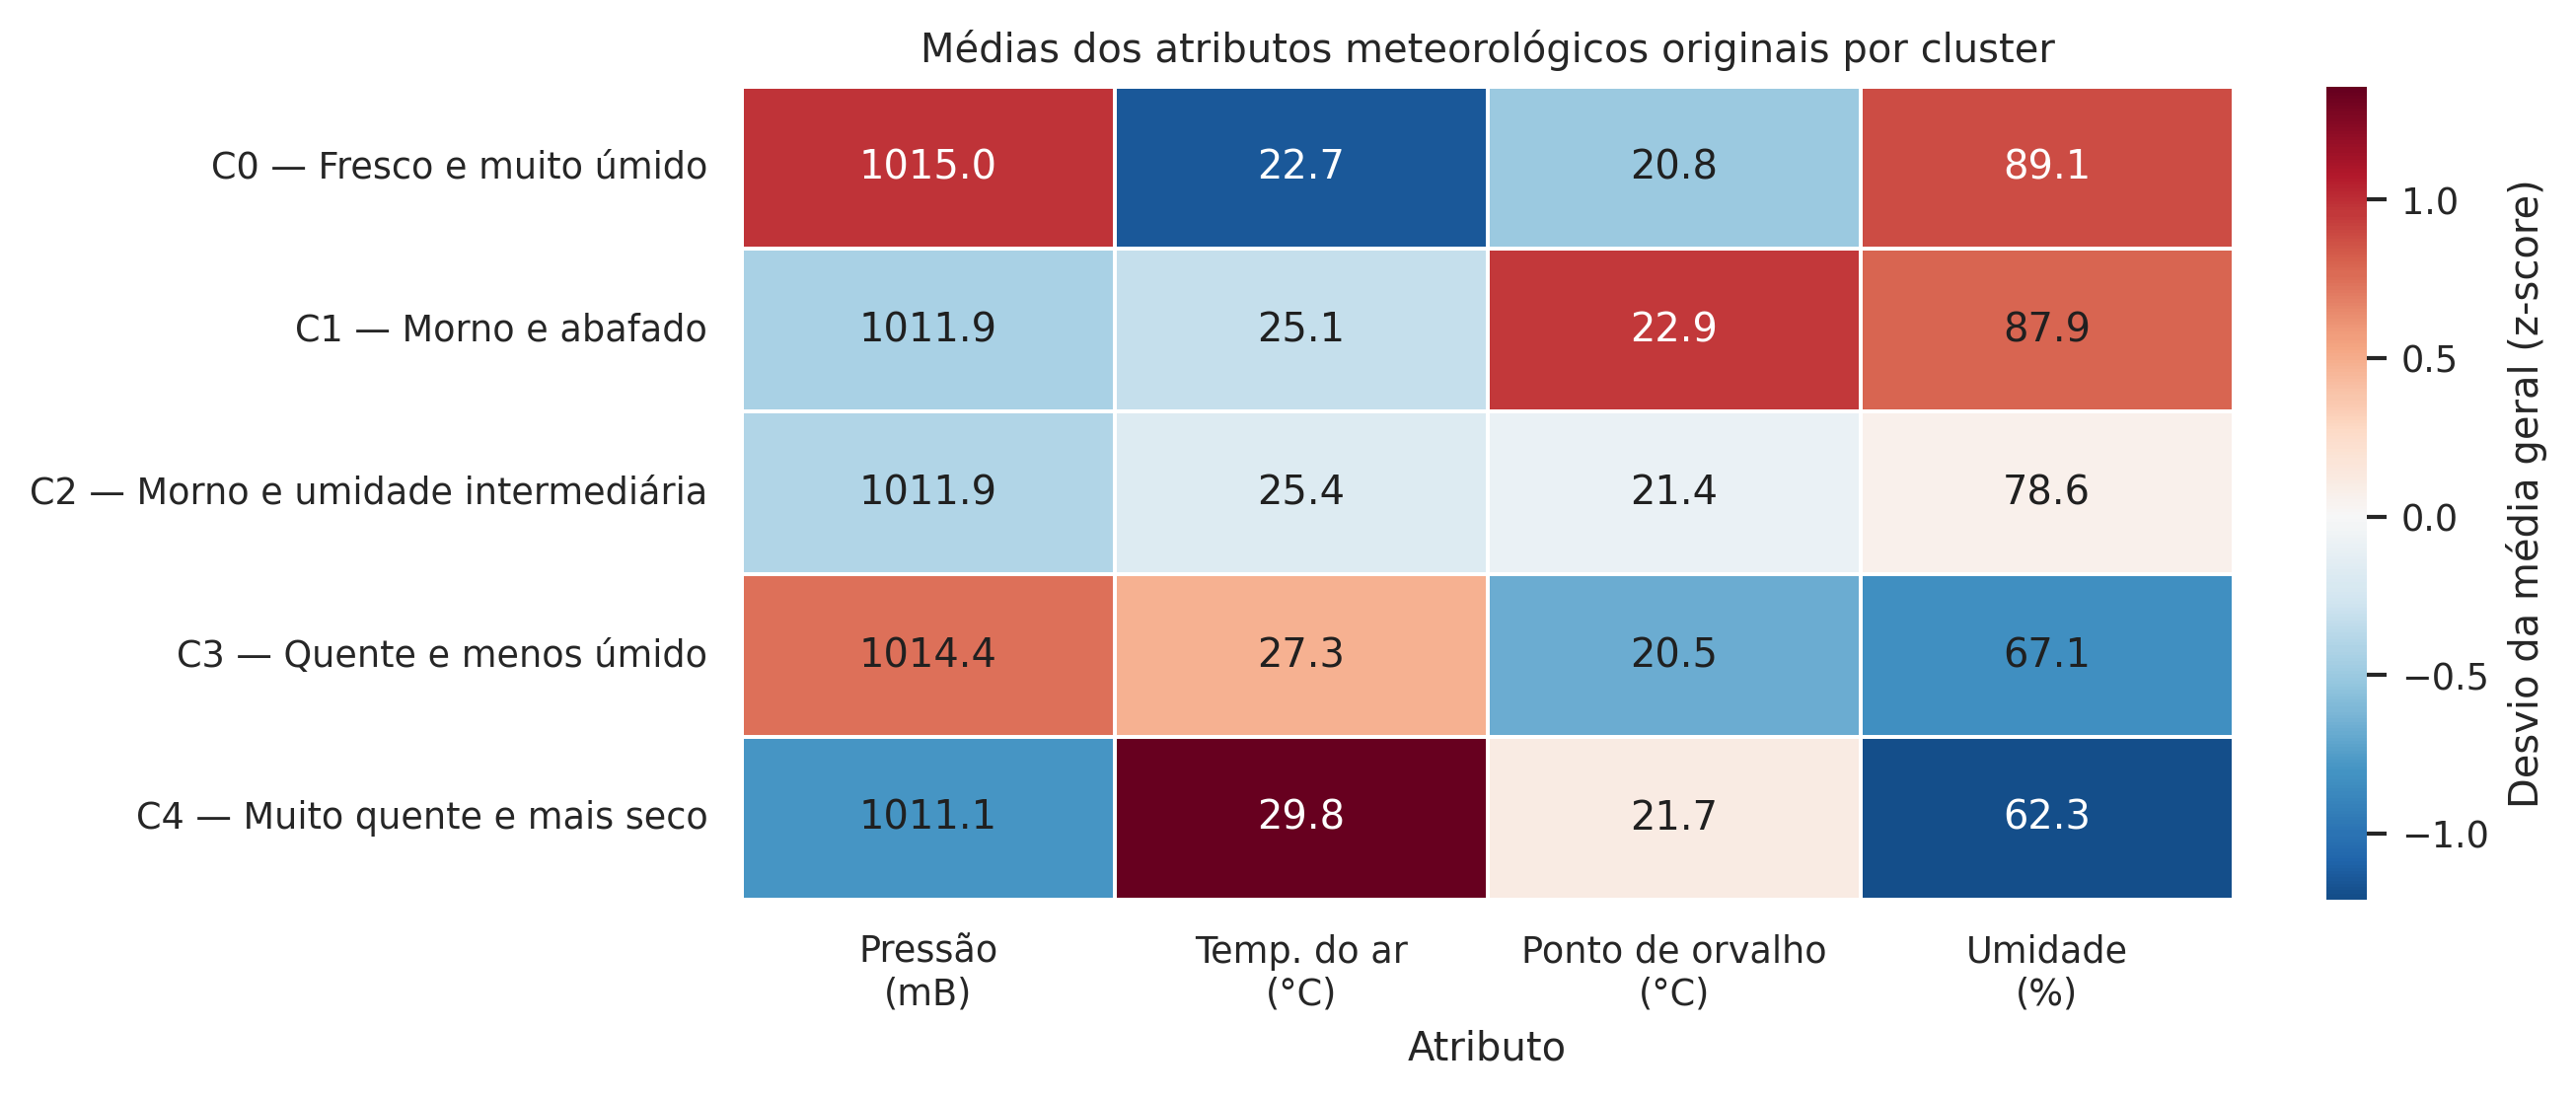 Médias dos atributos meteorológicos originais por cluster
C0 — Fresco e muito úmido 1015.0 22.7 20.8 89.1
C1 — Morno e abafado 1011.9 25.1 22.9 87.9
C2 — Morno e umidade intermediária 1011.9 25.4 21.4 78.6
C3 — Quente e menos úmido 1014.4 27.3 20.5 67.1
C4 — Muito quente e mais seco 1011.1 29.8 21.7 62.3
Pressão Temp. do ar Ponto de orvalho Umidade
(mB) (°C) (°C) (%)
Atributo
1.0
0.5
0.0
−0.5
−1.0
Desvio da média geral (z-score)